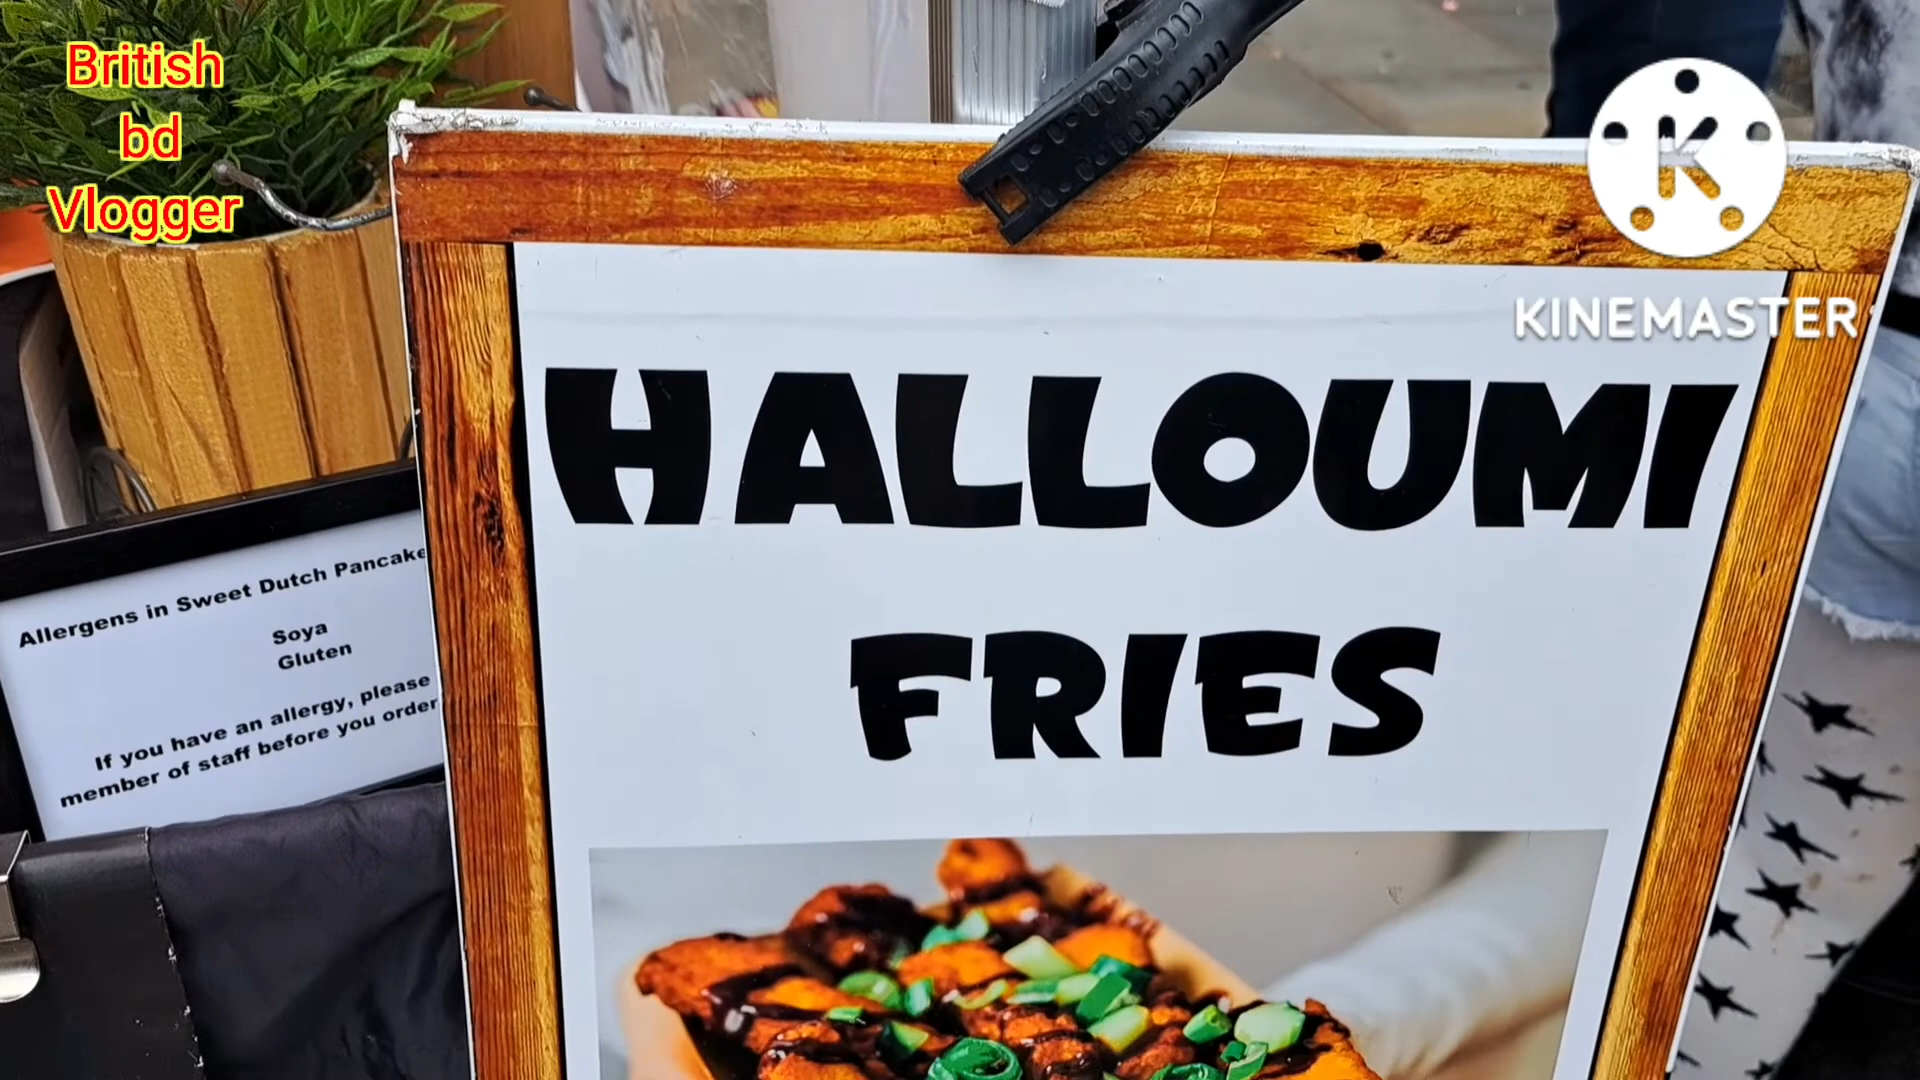 British
bd
Vlogger
K
KINEMASTER
HALLOUMI
FRIES
Allergens in Sweet Dutch Pancake
Soya
Gluten
If you have an allergy, please
member of staff before you order